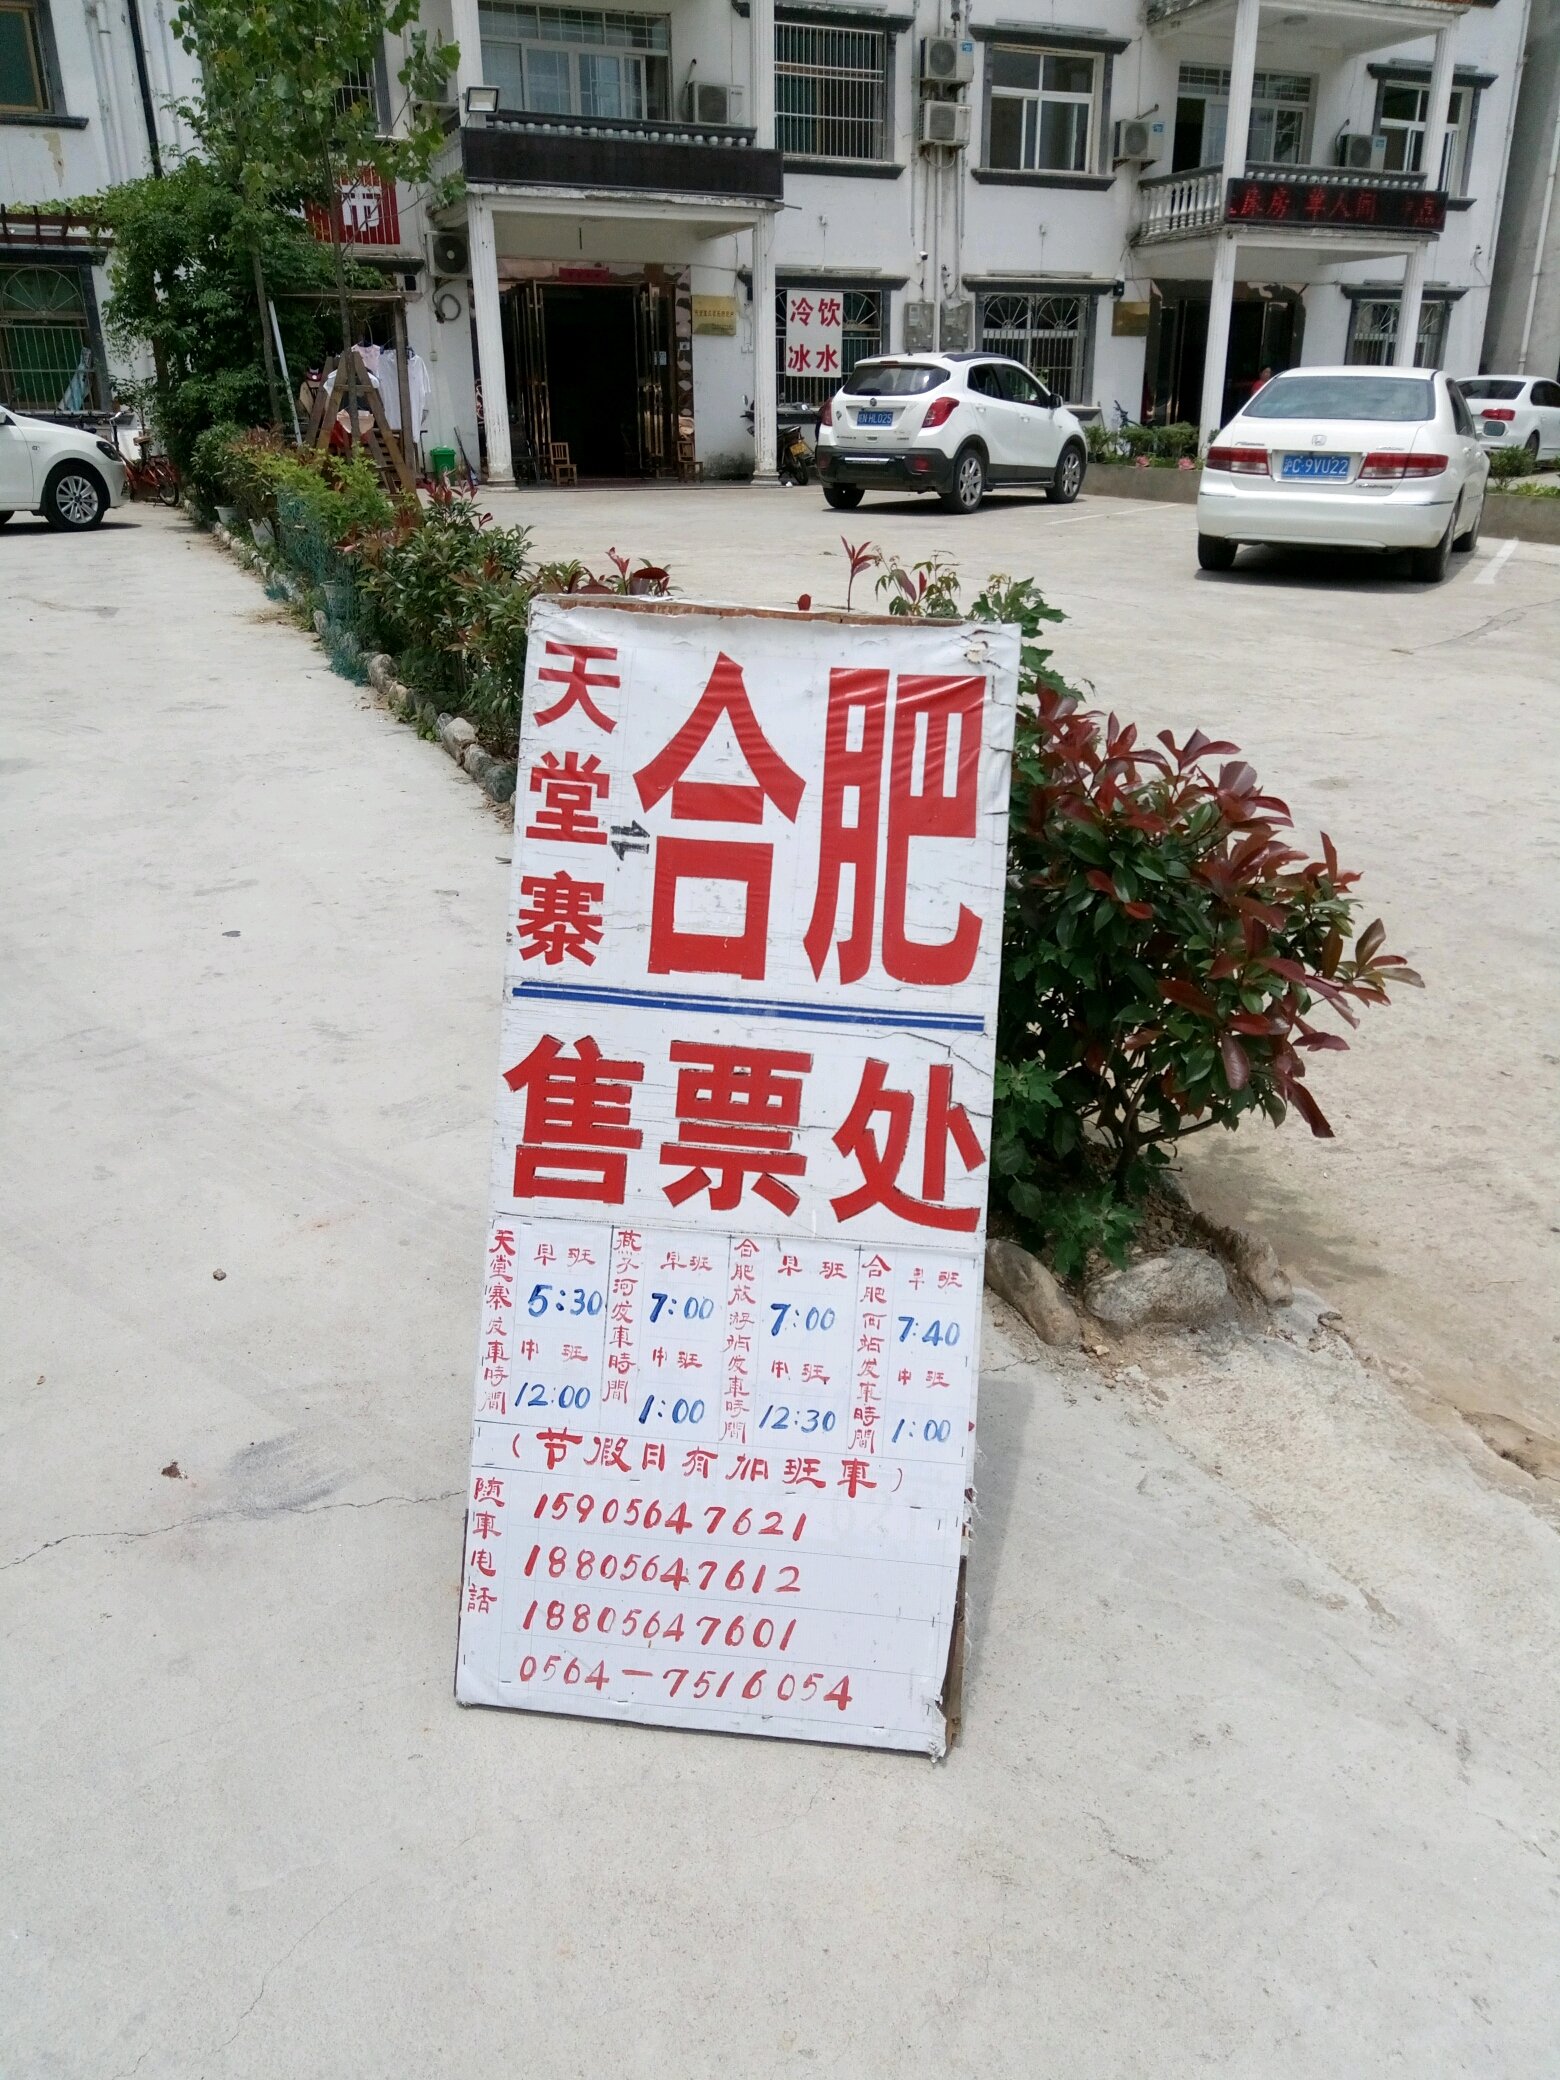 冷饮
冰水
C·9VU22
天堂寨
⇌
合肥
售票处
天堂寨发車時間
早班
5:30
中班
12:00
燕子河发車時間
早班
7:00
中班
1:00
合肥旅游站发車時間
早班
7:00
中班
12:30
合肥南站发車時間
早班
7:40
中班
1:00
（节假日有加班車）
随車电話
15905647621
18805647612
18805647601
0564-7516054